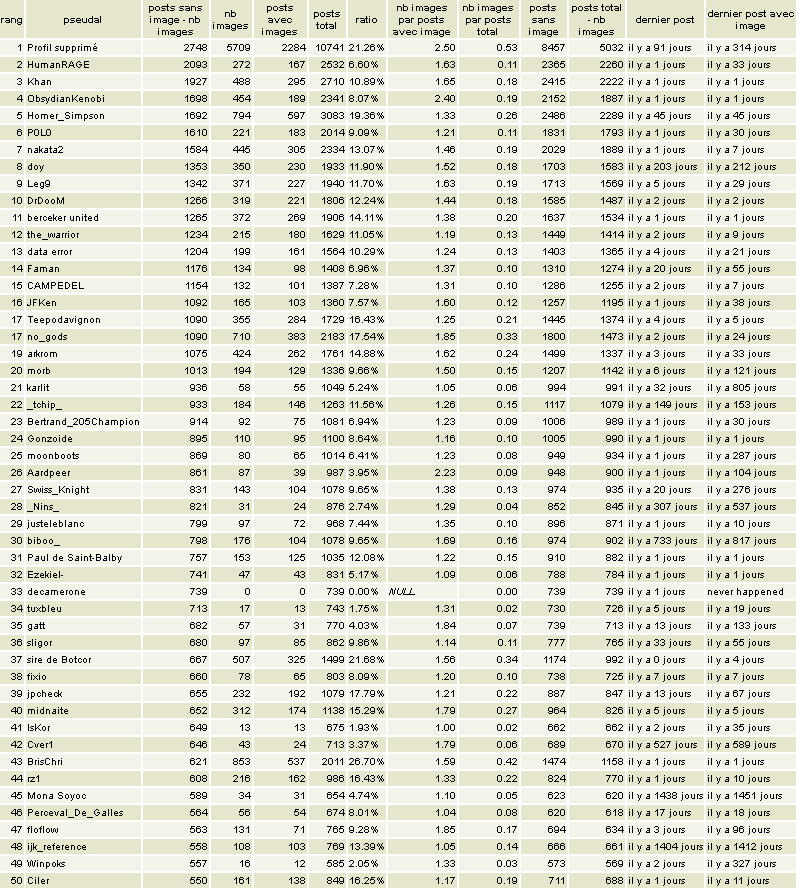 rang pseudal posts sans image - nb images nb images posts avec images posts total ratio nb images par posts avec image nb images par posts total posts sans image posts total - nb images dernier post dernier post avec image
1 Profil supprimé 2748 5709 2284 10741 21.26% 2.50 0.53 8457 5032 il y a 91 jours il y a 314 jours
2 HumanRAGE 2093 272 167 2532 6.60% 1.63 0.11 2365 2260 il y a 1 jours il y a 33 jours
3 Khan 1927 488 295 2710 10.89% 1.65 0.18 2415 2222 il y a 1 jours il y a 1 jours
4 ObsydianKenobi 1698 454 189 2341 8.07% 2.40 0.19 2152 1887 il y a 1 jours il y a 2 jours
5 Homer_Simpson 1692 794 597 3083 19.36% 1.33 0.26 2486 2289 il y a 45 jours il y a 45 jours
6 P0L0 1610 221 183 2014 9.09% 1.21 0.11 1831 1793 il y a 1 jours il y a 30 jours
7 nakata2 1584 445 305 2334 13.07% 1.46 0.19 2029 1889 il y a 1 jours il y a 7 jours
8 doy 1353 350 230 1933 11.90% 1.52 0.18 1703 1583 il y a 203 jours il y a 212 jours
9 Leg9 1342 371 227 1940 11.70% 1.63 0.19 1713 1569 il y a 5 jours il y a 29 jours
10 DrDooM 1266 319 221 1806 12.24% 1.44 0.18 1585 1487 il y a 2 jours il y a 2 jours
11 berceker united 1265 372 269 1906 14.11% 1.38 0.20 1637 1534 il y a 1 jours il y a 1 jours
12 the_warrior 1234 215 180 1629 11.05% 1.19 0.13 1449 1414 il y a 2 jours il y a 9 jours
13 data error 1204 199 161 1564 10.29% 1.24 0.13 1403 1365 il y a 4 jours il y a 21 jours
14 Faman 1176 134 98 1408 6.96% 1.37 0.10 1310 1274 il y a 20 jours il y a 55 jours
15 CAMPEDEL 1154 132 101 1387 7.28% 1.31 0.10 1286 1255 il y a 2 jours il y a 7 jours
16 JFKen 1092 165 103 1360 7.57% 1.60 0.12 1257 1195 il y a 1 jours il y a 38 jours
17 Teepodavignon 1090 355 284 1729 16.43% 1.25 0.21 1445 1374 il y a 4 jours il y a 5 jours
17 no_gods 1090 710 383 2183 17.54% 1.85 0.33 1800 1473 il y a 2 jours il y a 24 jours
19 arkrom 1075 424 262 1761 14.88% 1.62 0.24 1499 1337 il y a 3 jours il y a 33 jours
20 morb 1013 194 129 1336 9.66% 1.50 0.15 1207 1142 il y a 6 jours il y a 121 jours
21 karlit 936 58 55 1049 5.24% 1.05 0.06 994 991 il y a 32 jours il y a 805 jours
22 _tchip_ 933 184 146 1263 11.56% 1.26 0.15 1117 1079 il y a 149 jours il y a 153 jours
23 Bertrand_205Champion 914 92 75 1081 6.94% 1.23 0.09 1006 989 il y a 1 jours il y a 1 jours
24 Gonzoide 895 110 95 1100 8.64% 1.16 0.10 1005 990 il y a 1 jours il y a 1 jours
25 moonboots 869 80 65 1014 6.41% 1.23 0.08 949 934 il y a 1 jours il y a 287 jours
26 Aardpeer 861 87 39 987 3.95% 2.23 0.09 948 900 il y a 1 jours il y a 104 jours
27 Swiss_Knight 831 143 104 1078 9.65% 1.38 0.13 974 935 il y a 20 jours il y a 276 jours
28 _Nins_ 821 31 24 876 2.74% 1.29 0.04 852 845 il y a 307 jours il y a 537 jours
29 justeleblanc 799 97 72 968 7.44% 1.35 0.10 896 871 il y a 1 jours il y a 10 jours
30 biboo_ 798 176 104 1078 9.65% 1.69 0.16 974 902 il y a 733 jours il y a 817 jours
31 Paul de Saint-Balby 757 153 125 1035 12.08% 1.22 0.15 910 882 il y a 1 jours il y a 1 jours
32 Ezekiel- 741 47 43 831 5.17% 1.09 0.06 788 784 il y a 1 jours il y a 1 jours
33 decamerone 739 0 0 739 0.00% NULL 0.00 739 739 il y a 1 jours never happened
34 tuxbleu 713 17 13 743 1.75% 1.31 0.02 730 726 il y a 5 jours il y a 19 jours
35 gatt 682 57 31 770 4.03% 1.84 0.07 739 713 il y a 13 jours il y a 133 jours
36 sligor 680 97 85 862 9.86% 1.14 0.11 777 765 il y a 33 jours il y a 55 jours
37 sire de Botcor 667 507 325 1499 21.68% 1.56 0.34 1174 992 il y a 0 jours il y a 4 jours
38 fixio 660 78 65 803 8.09% 1.20 0.10 738 725 il y a 7 jours il y a 7 jours
39 jpcheck 655 232 192 1079 17.79% 1.21 0.22 887 847 il y a 13 jours il y a 67 jours
40 midnaite 652 312 174 1138 15.29% 1.79 0.27 964 826 il y a 5 jours il y a 5 jours
41 IsKor 649 13 13 675 1.93% 1.00 0.02 662 662 il y a 2 jours il y a 35 jours
42 Cver1 646 43 24 713 3.37% 1.79 0.06 689 670 il y a 527 jours il y a 589 jours
43 BrisChri 621 853 537 2011 26.70% 1.59 0.42 1474 1158 il y a 1 jours il y a 1 jours
44 rz1 608 216 162 986 16.43% 1.33 0.22 824 770 il y a 1 jours il y a 10 jours
45 Mona Soyoc 589 34 31 654 4.74% 1.10 0.05 623 620 il y a 1438 jours il y a 1451 jours
46 Perceval_De_Galles 564 56 54 674 8.01% 1.04 0.08 620 618 il y a 17 jours il y a 18 jours
47 floflow 563 131 71 765 9.28% 1.85 0.17 694 634 il y a 3 jours il y a 96 jours
48 ijk_reference 558 108 103 769 13.39% 1.05 0.14 666 661 il y a 1404 jours il y a 1412 jours
49 Winpoks 557 16 12 585 2.05% 1.33 0.03 573 569 il y a 2 jours il y a 327 jours
50 Ciler 550 161 138 849 16.25% 1.17 0.19 711 688 il y a 1 jours il y a 11 jours